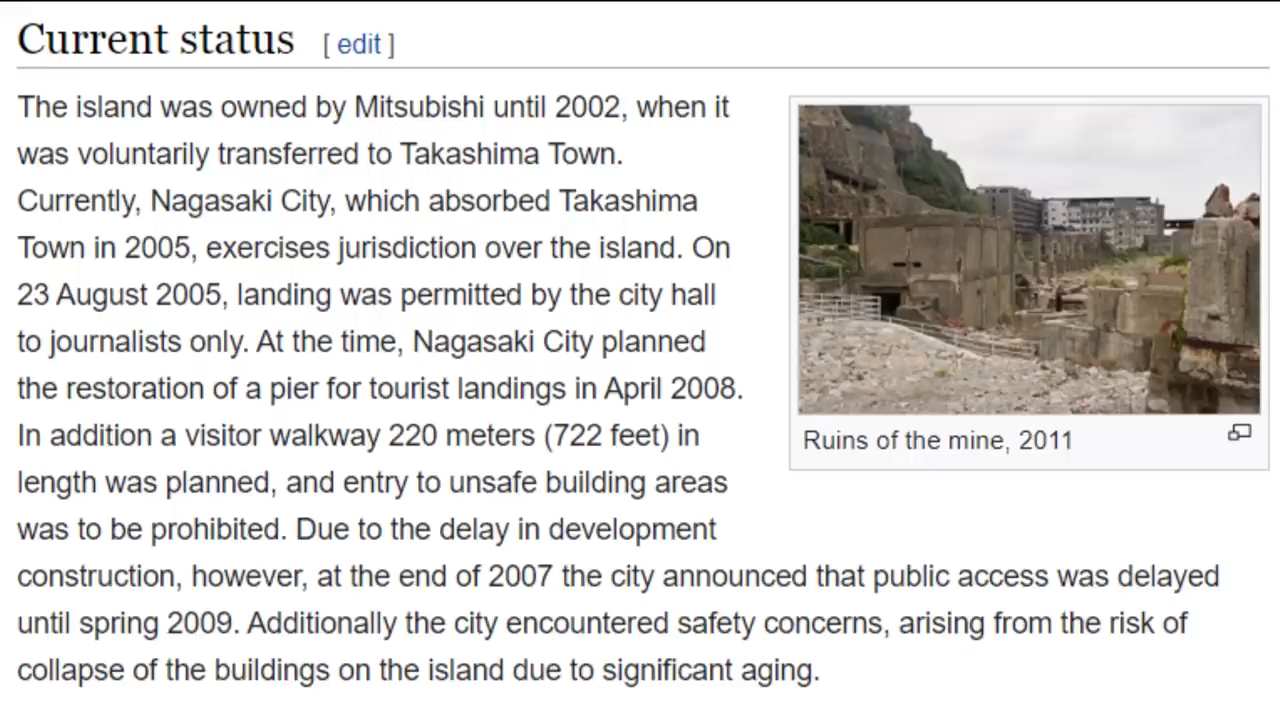 Current status [ edit ]
The island was owned by Mitsubishi until 2002, when it
was voluntarily transferred to Takashima Town.
Currently, Nagasaki City, which absorbed Takashima
Town in 2005, exercises jurisdiction over the island. On
23 August 2005, landing was permitted by the city hall
to journalists only. At the time, Nagasaki City planned
the restoration of a pier for tourist landings in April 2008.
In addition a visitor walkway 220 meters (722 feet) in
length was planned, and entry to unsafe building areas
was to be prohibited. Due to the delay in development
construction, however, at the end of 2007 the city announced that public access was delayed
until spring 2009. Additionally the city encountered safety concerns, arising from the risk of
collapse of the buildings on the island due to significant aging.
Ruins of the mine, 2011